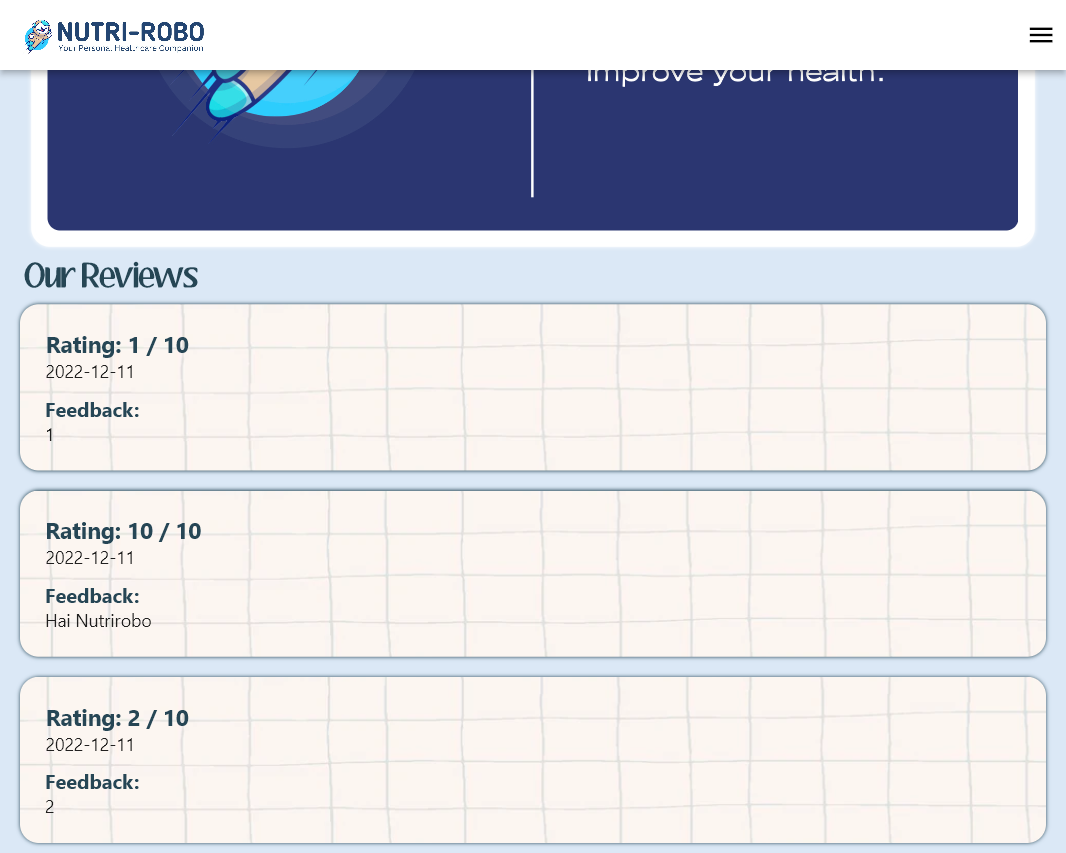 NUTRI-ROBO
Your Personal Healthcare Companion
improve your health.
Our Reviews
Rating: 1 / 10
2022-12-11
Feedback:
1
Rating: 10 / 10
2022-12-11
Feedback:
Hai Nutrirobo
Rating: 2 / 10
2022-12-11
Feedback:
2